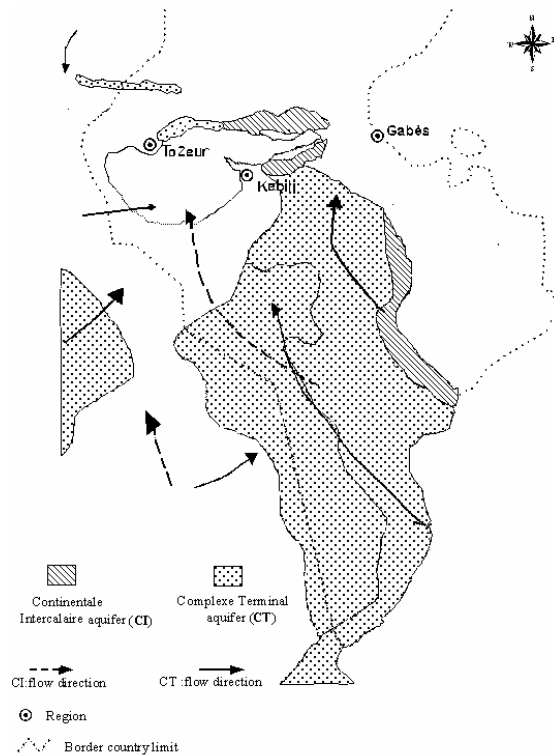 N
S
Gabès
Tozeur
Kebili
Continentale
Intercalaire aquifer (CI)
Complexe Terminal
aquifer (CT)
CI:flow direction
CT :flow direction
Region
Border country limit